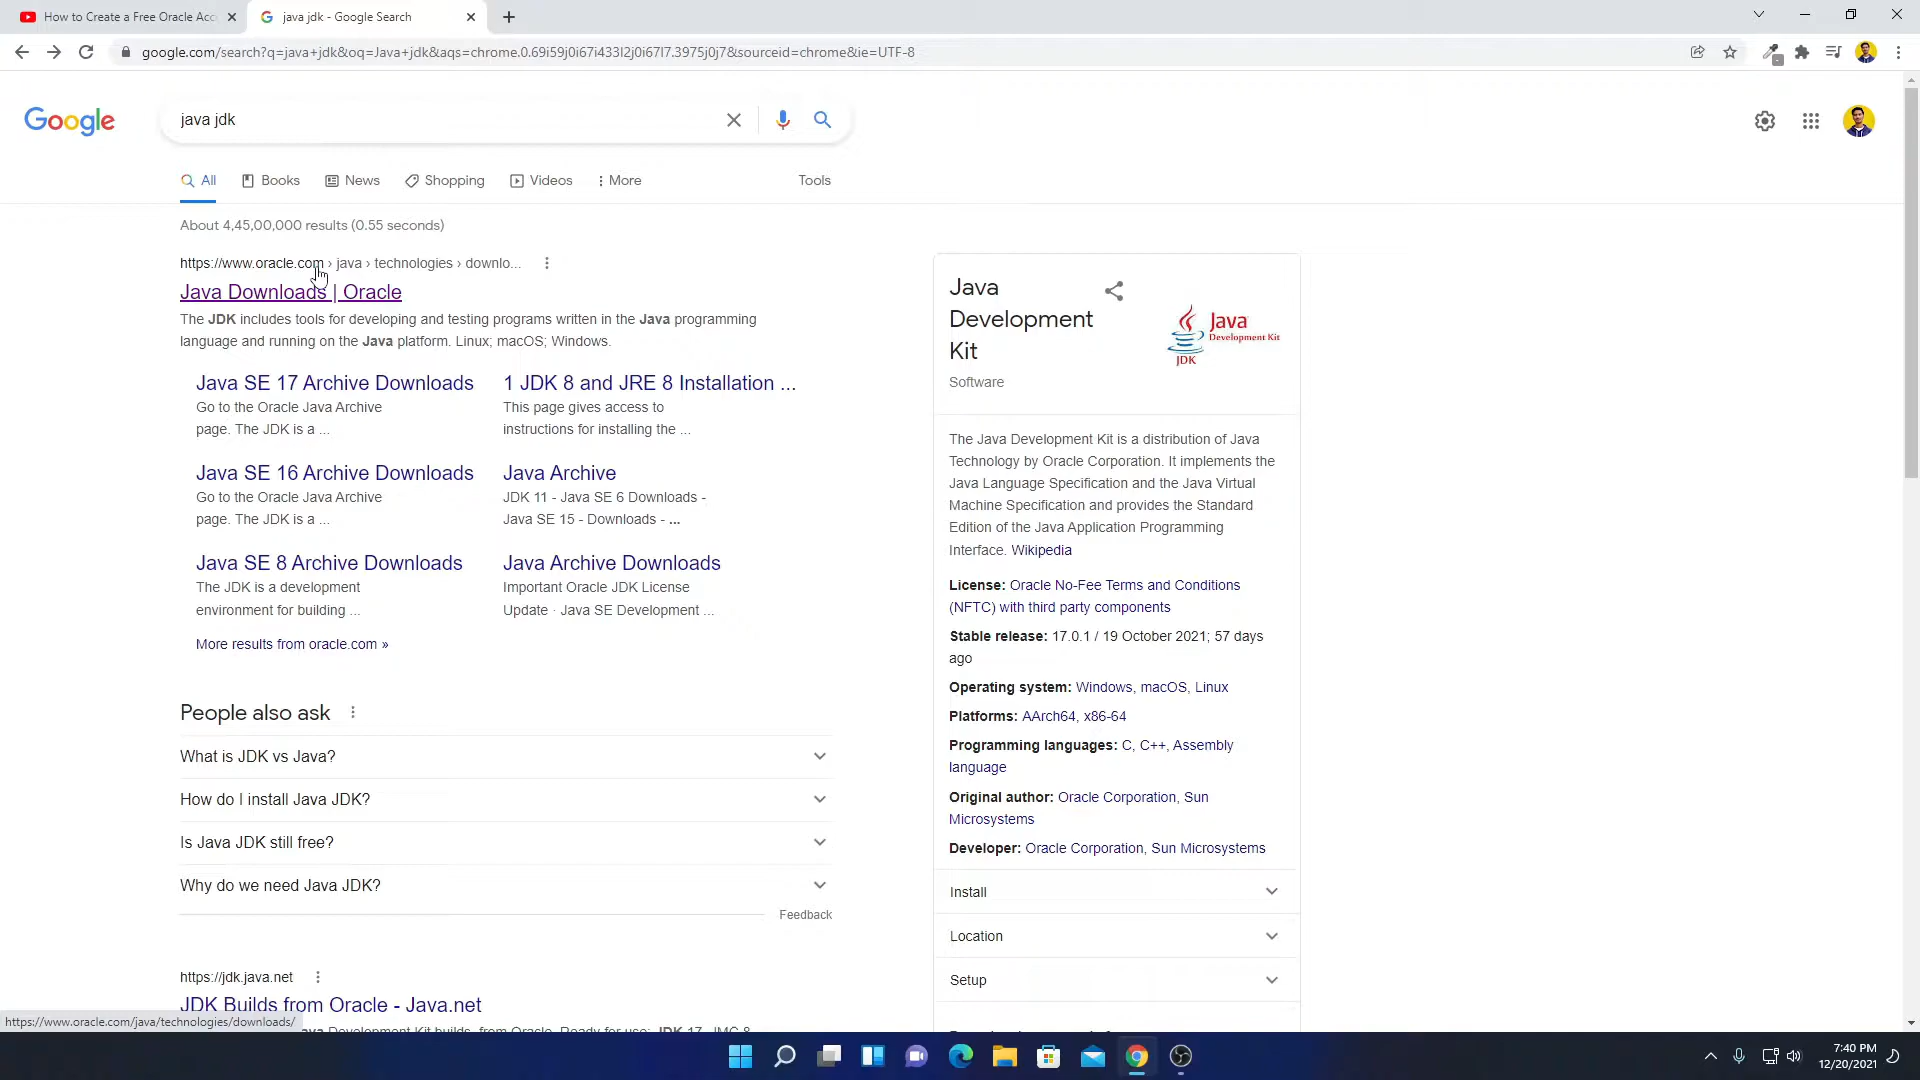 How to Create a Free Oracle Acc
java jdk - Google Search
google.com/search?q=java+jdk&oq=Java+jdk&aqs=chrome.0.69i59j0i67i433l2j0i67l7.3975j0j7&sourceid=chrome&ie=UTF-8
Google
java jdk
All
Books
News
Shopping
Videos
More
Tools
About 4,45,00,000 results (0.55 seconds)
https://www.oracle.com › java › technologies › downlo...
Java Downloads | Oracle
The JDK includes tools for developing and testing programs written in the Java programming
language and running on the Java platform. Linux; macOS; Windows.
Java SE 17 Archive Downloads
Go to the Oracle Java Archive
page. The JDK is a ...
1 JDK 8 and JRE 8 Installation ...
This page gives access to
instructions for installing the ...
Java SE 16 Archive Downloads
Go to the Oracle Java Archive
page. The JDK is a ...
Java Archive
JDK 11 - Java SE 6 Downloads -
Java SE 15 - Downloads - ...
Java SE 8 Archive Downloads
The JDK is a development
environment for building ...
Java Archive Downloads
Important Oracle JDK License
Update · Java SE Development ...
More results from oracle.com »
People also ask
What is JDK vs Java?
How do I install Java JDK?
Is Java JDK still free?
Why do we need Java JDK?
Feedback
https://jdk.java.net
JDK Builds from Oracle - Java.net
Java Development Kit builds, from Oracle. Ready for use: JDK 17, JMC 8
https://www.oracle.com/java/technologies/downloads/
Java
Development
Kit
Software
Java
Development Kit
JDK
The Java Development Kit is a distribution of Java
Technology by Oracle Corporation. It implements the
Java Language Specification and the Java Virtual
Machine Specification and provides the Standard
Edition of the Java Application Programming
Interface. Wikipedia
License: Oracle No-Fee Terms and Conditions
(NFTC) with third party components
Stable release: 17.0.1 / 19 October 2021; 57 days
ago
Operating system: Windows, macOS, Linux
Platforms: AArch64, x86-64
Programming languages: C, C++, Assembly
language
Original author: Oracle Corporation, Sun
Microsystems
Developer: Oracle Corporation, Sun Microsystems
Install
Location
Setup
7:40 PM
12/20/2021